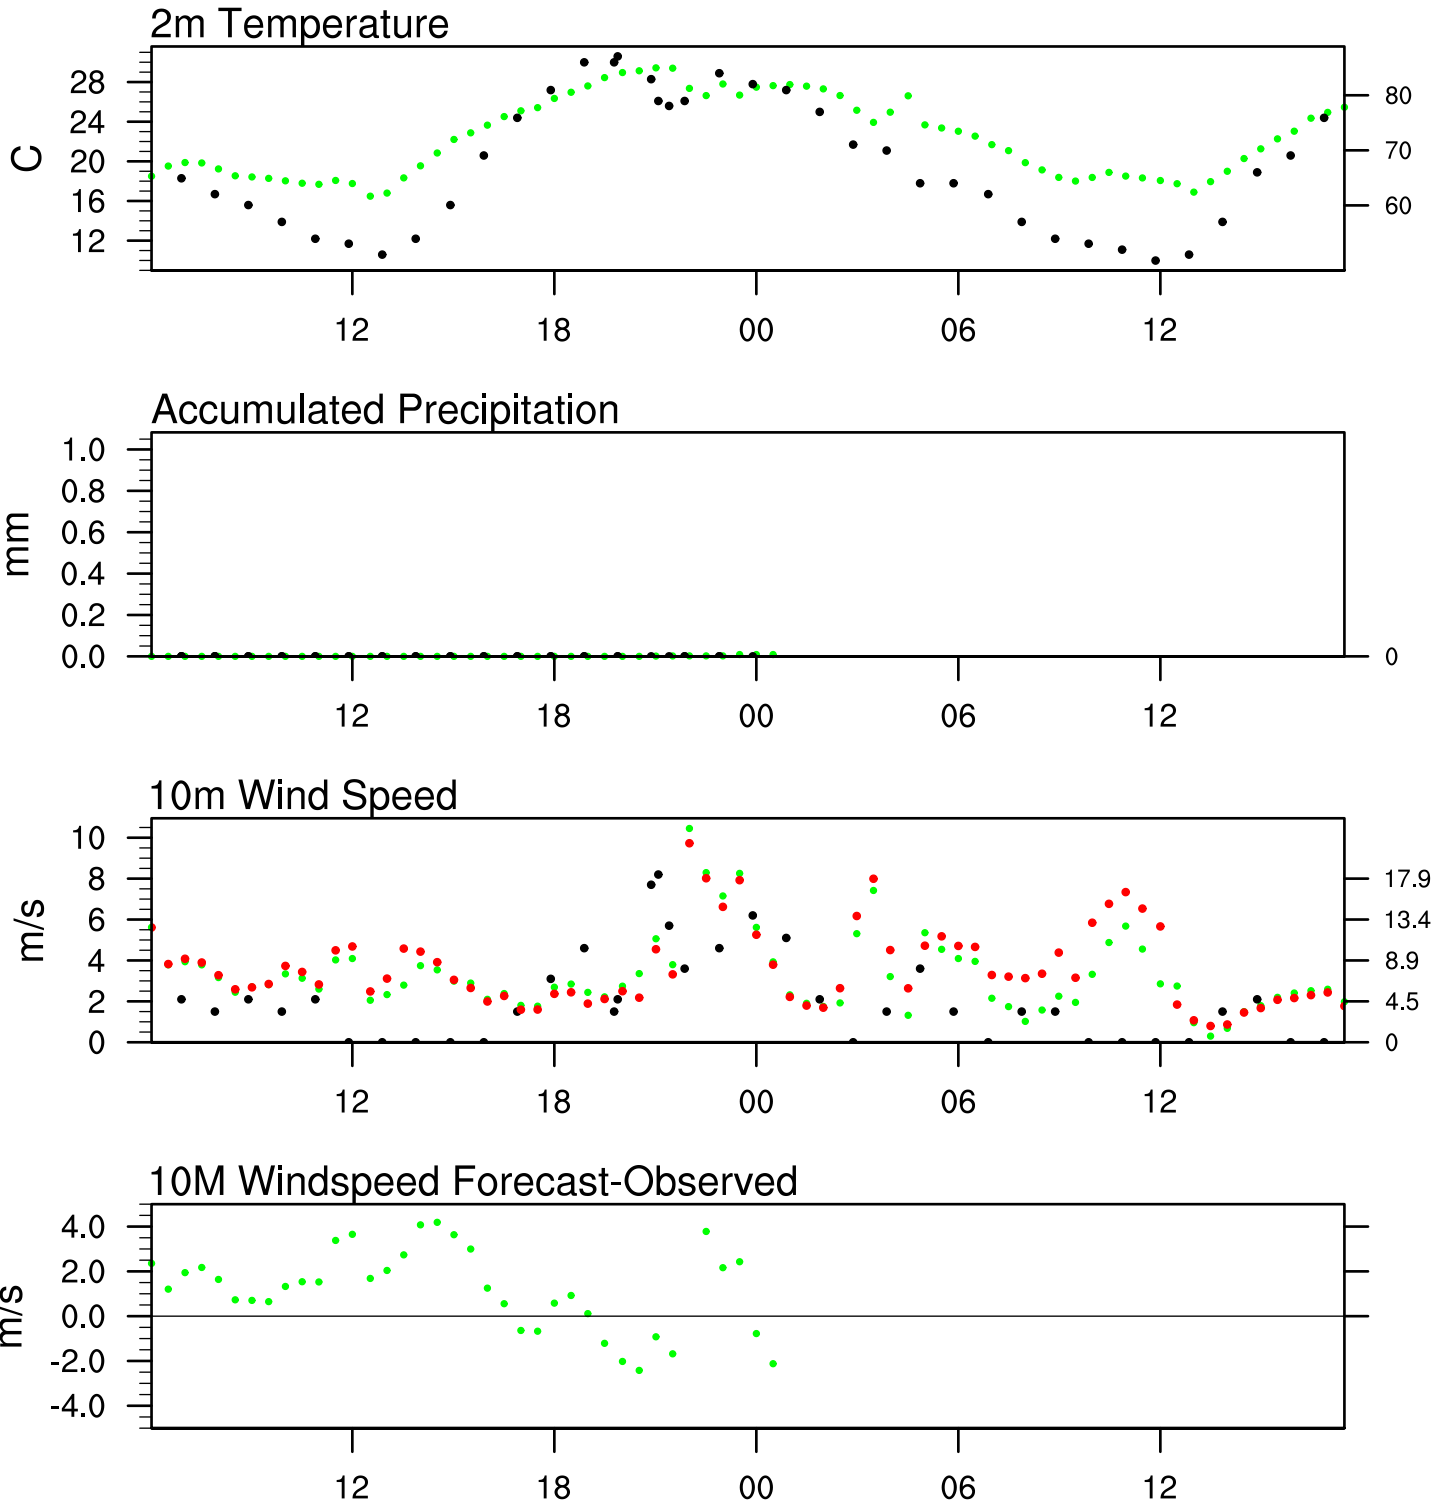 2m Temperature
C
28
24
20
16
12
80
70
60
12 18 00 06 12
Accumulated Precipitation
mm
1.0
0.8
0.6
0.4
0.2
0.0
0
12 18 00 06 12
10m Wind Speed
m/s
10
8
6
4
2
0
17.9
13.4
8.9
4.5
0
12 18 00 06 12
10M Windspeed Forecast-Observed
m/s
4.0
2.0
0.0
-2.0
-4.0
12 18 00 06 12